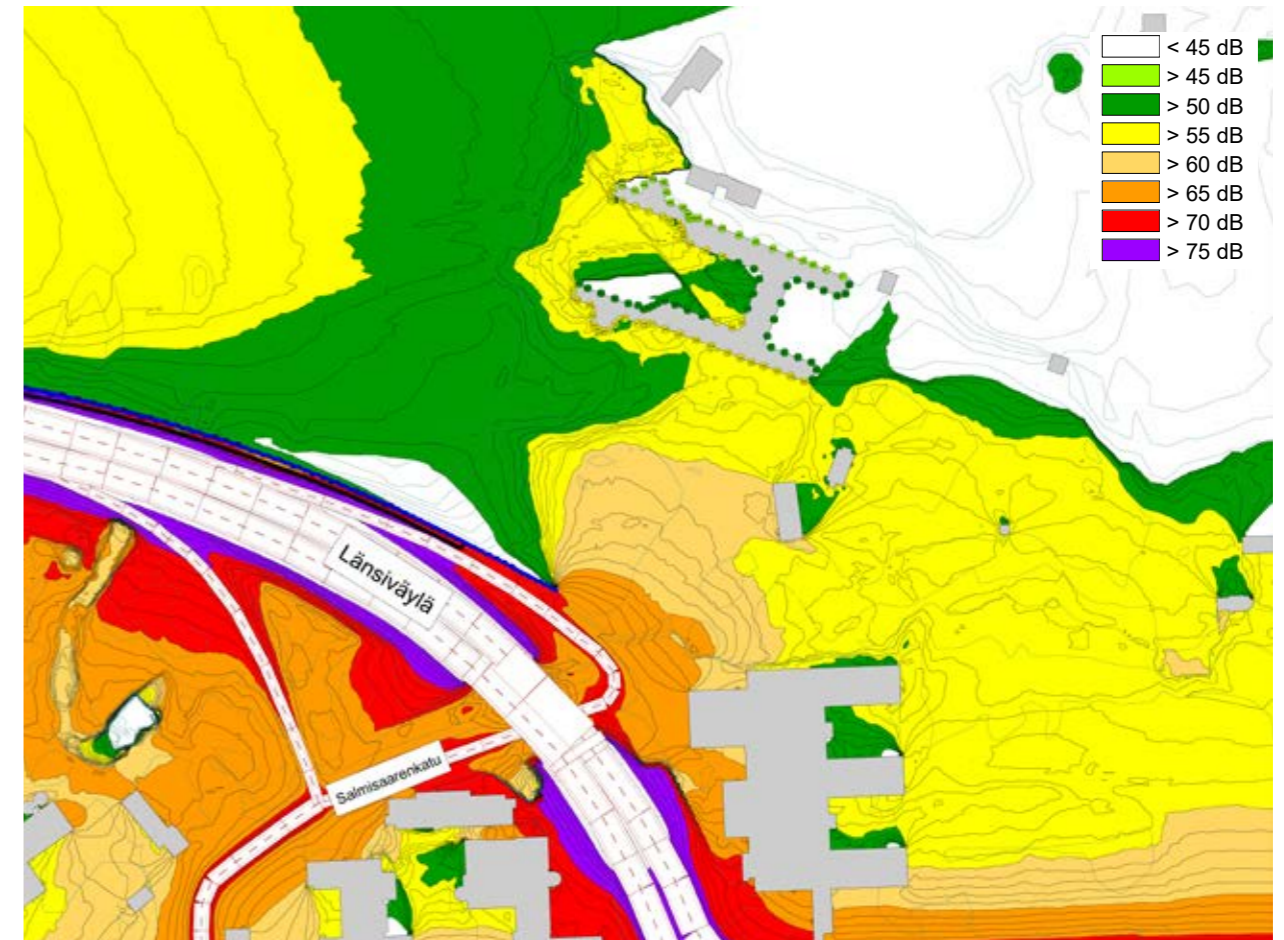 < 45 dB
> 45 dB
> 50 dB
> 55 dB
> 60 dB
> 65 dB
> 70 dB
> 75 dB
Länsiväylä
Salmisaarenkatu